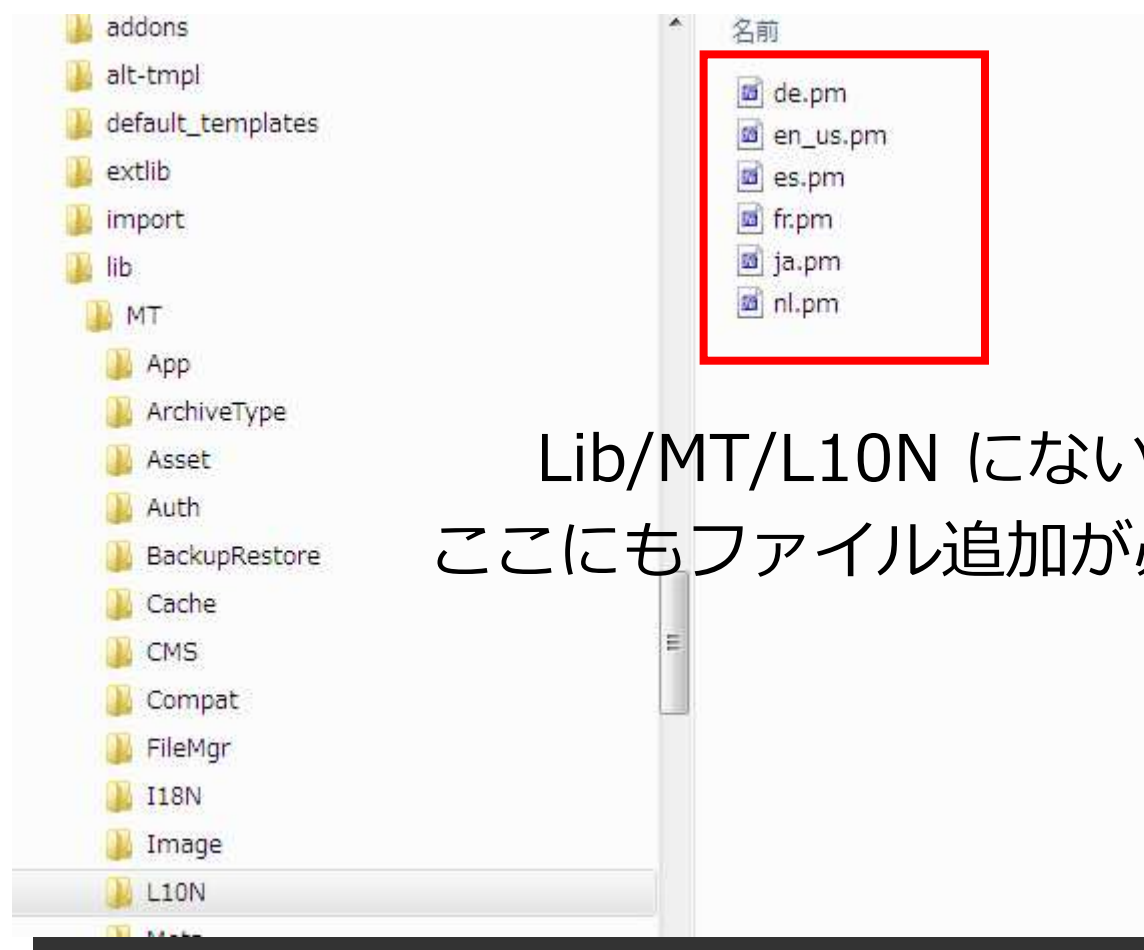 addons
alt-tmpl
default_templates
extlib
import
lib
MT
App
ArchiveType
Asset
Auth
BackupRestore
Cache
CMS
Compat
FileMgr
I18N
Image
L10N
名前
de.pm
en_us.pm
es.pm
fr.pm
ja.pm
nl.pm
Lib/MT/L10N にない
ここにもファイル追加が